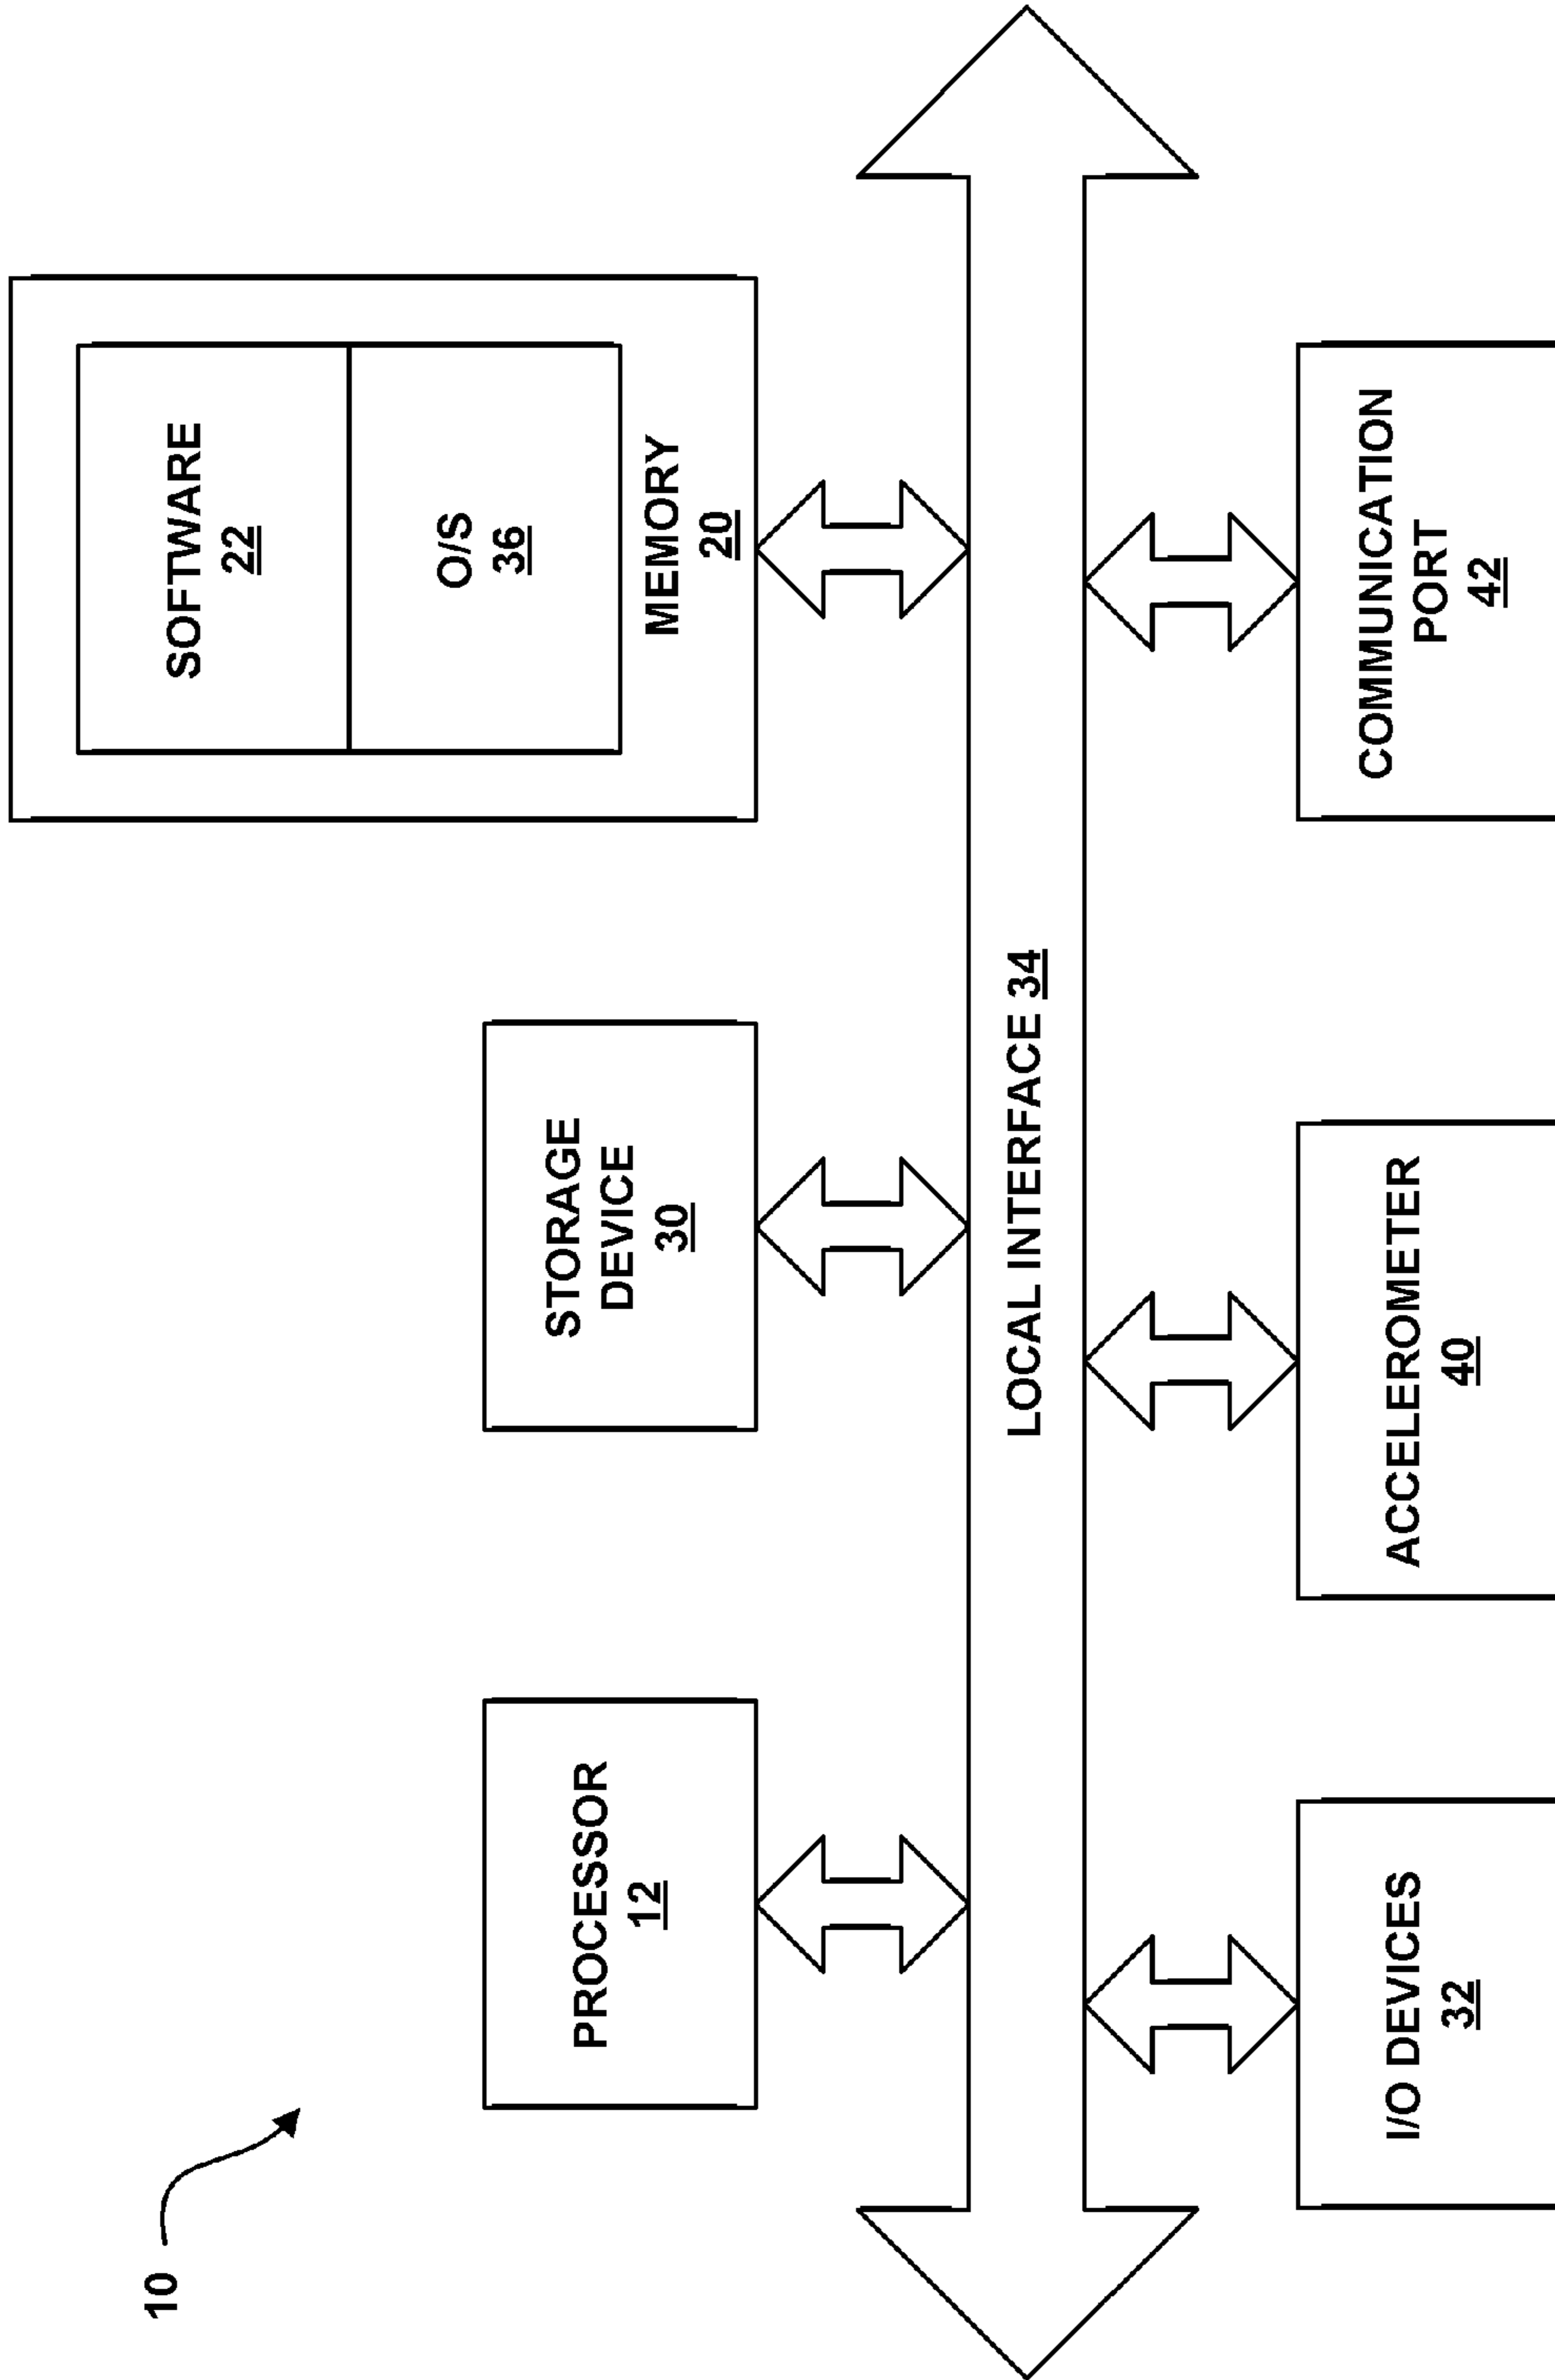 10
PROCESSOR
12
STORAGE
DEVICE
30
SOFTWARE
22
O/S
36
MEMORY
20
LOCAL INTERFACE 34
I/O DEVICES
32
ACCELEROMETER
40
COMMUNICATION
PORT
42